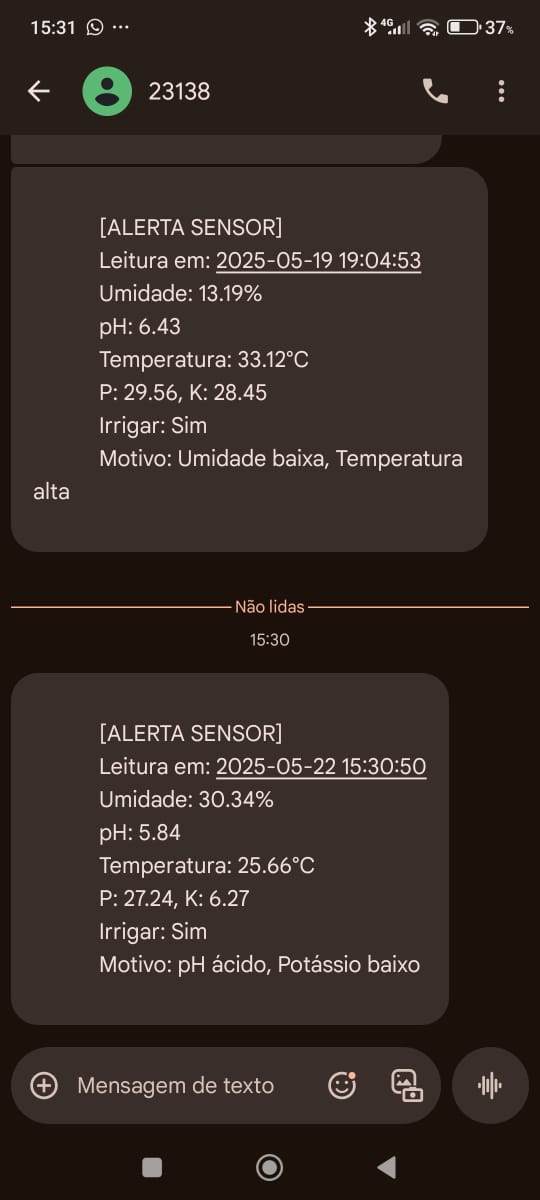 15:31 ... 4G 37%
23138
[ALERTA SENSOR]
Leitura em: 2025-05-19 19:04:53
Umidade: 13.19%
pH: 6.43
Temperatura: 33.12°C
P: 29.56, K: 28.45
Irrigar: Sim
Motivo: Umidade baixa, Temperatura
alta
Não lidas
15:30
[ALERTA SENSOR]
Leitura em: 2025-05-22 15:30:50
Umidade: 30.34%
pH: 5.84
Temperatura: 25.66°C
P: 27.24, K: 6.27
Irrigar: Sim
Motivo: pH ácido, Potássio baixo
Mensagem de texto